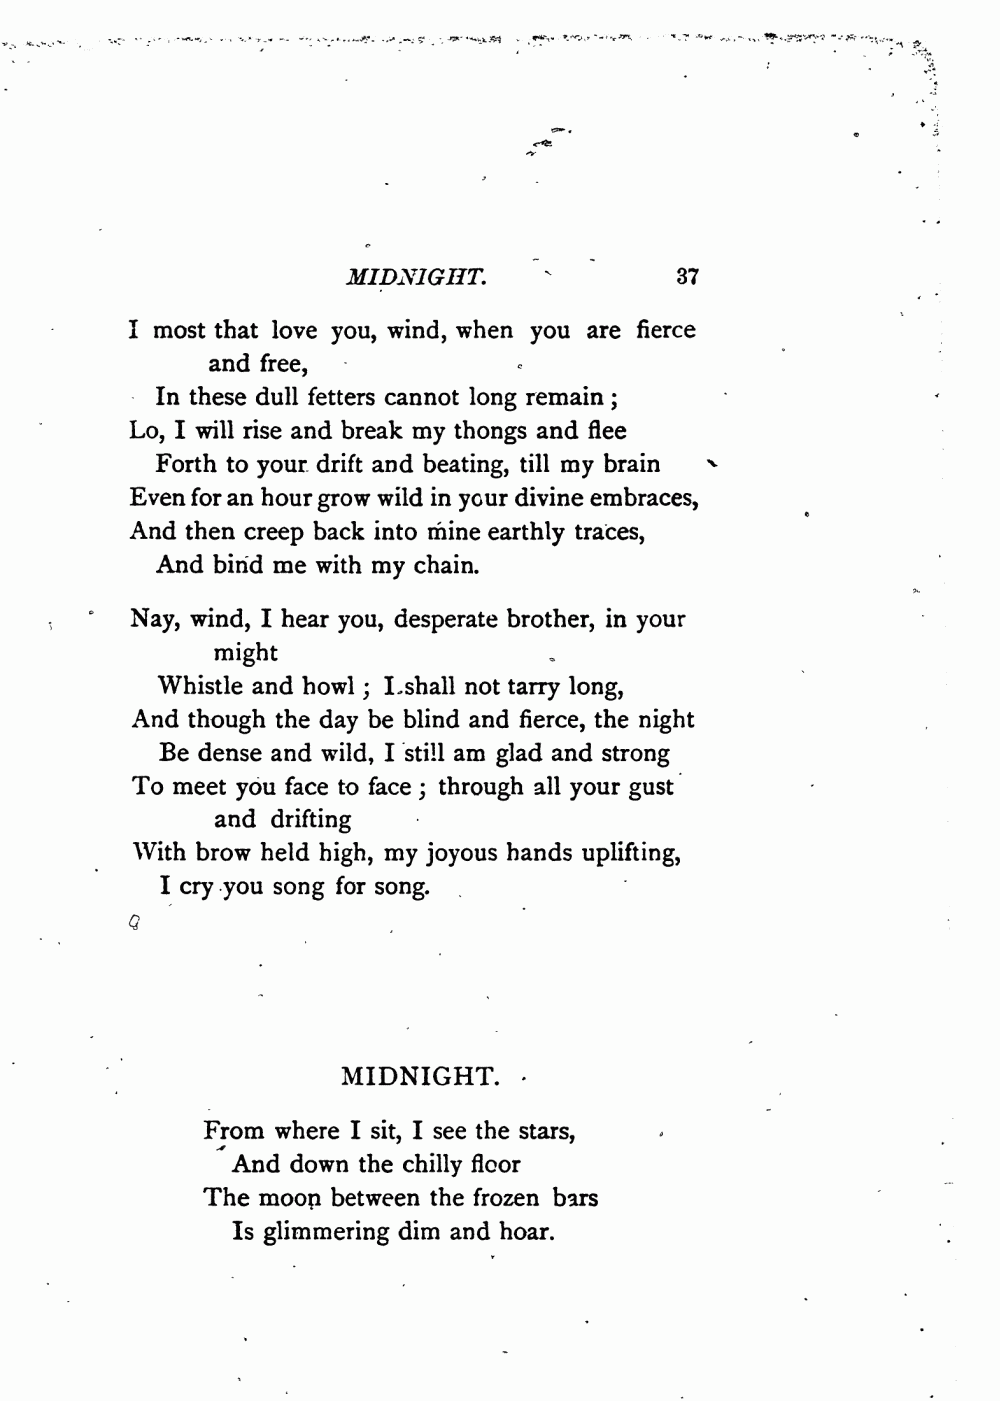 MIDNIGHT. 37
I most that love you, wind, when you are fierce
and free,
In these dull fetters cannot long remain ;
Lo, I will rise and break my thongs and flee
Forth to your drift and beating, till my brain
Even for an hour grow wild in your divine embraces,
And then creep back into mine earthly traces,
And bind me with my chain.
Nay, wind, I hear you, desperate brother, in your
might
Whistle and howl ; I shall not tarry long,
And though the day be blind and fierce, the night
Be dense and wild, I still am glad and strong
To meet you face to face ; through all your gust
and drifting
With brow held high, my joyous hands uplifting,
I cry you song for song.
MIDNIGHT.
From where I sit, I see the stars,
And down the chilly floor
The moon between the frozen bars
Is glimmering dim and hoar.